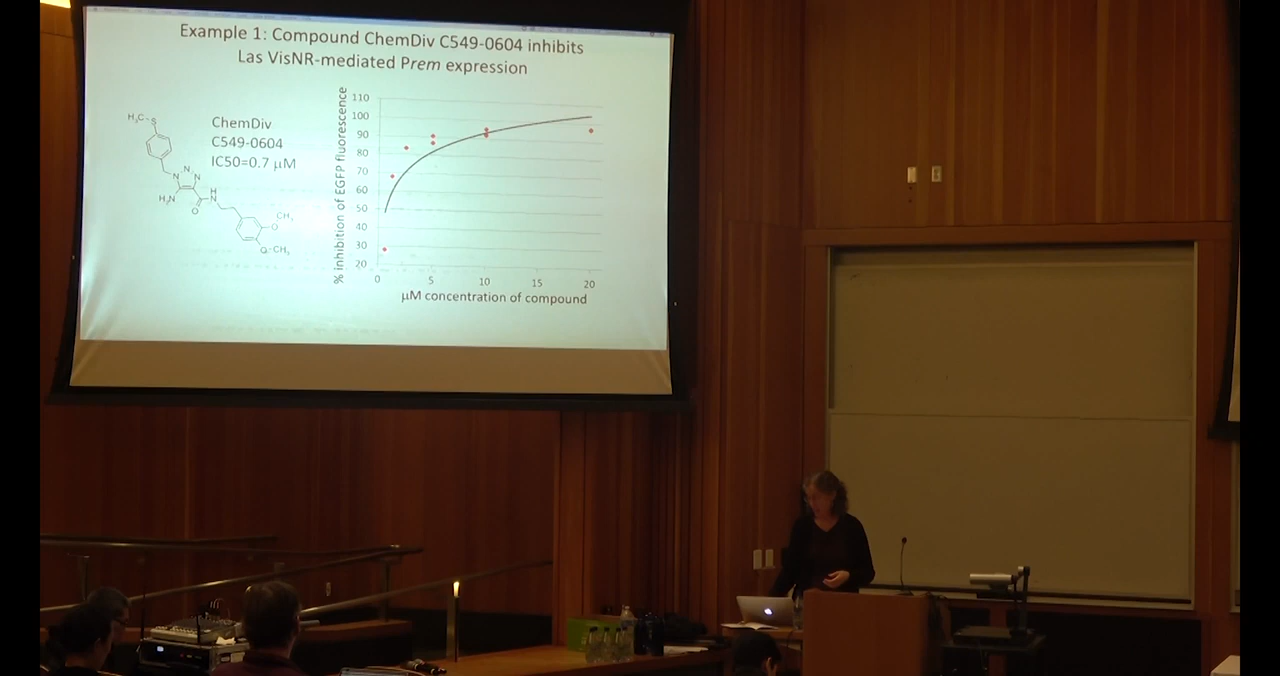 Example 1: Compound ChemDiv C549-0604 inhibits
Las VisNR-mediated Prem expression
ChemDiv
C549-0604
IC50=0.7 µM
H₃C
S
N
N
N
H₂N
O
H
N
CH₃
O
O-CH₃
% inhibition of EGFP fluorescence
110
100
90
80
70
60
50
40
30
20
0
5
10
15
20
µM concentration of compound